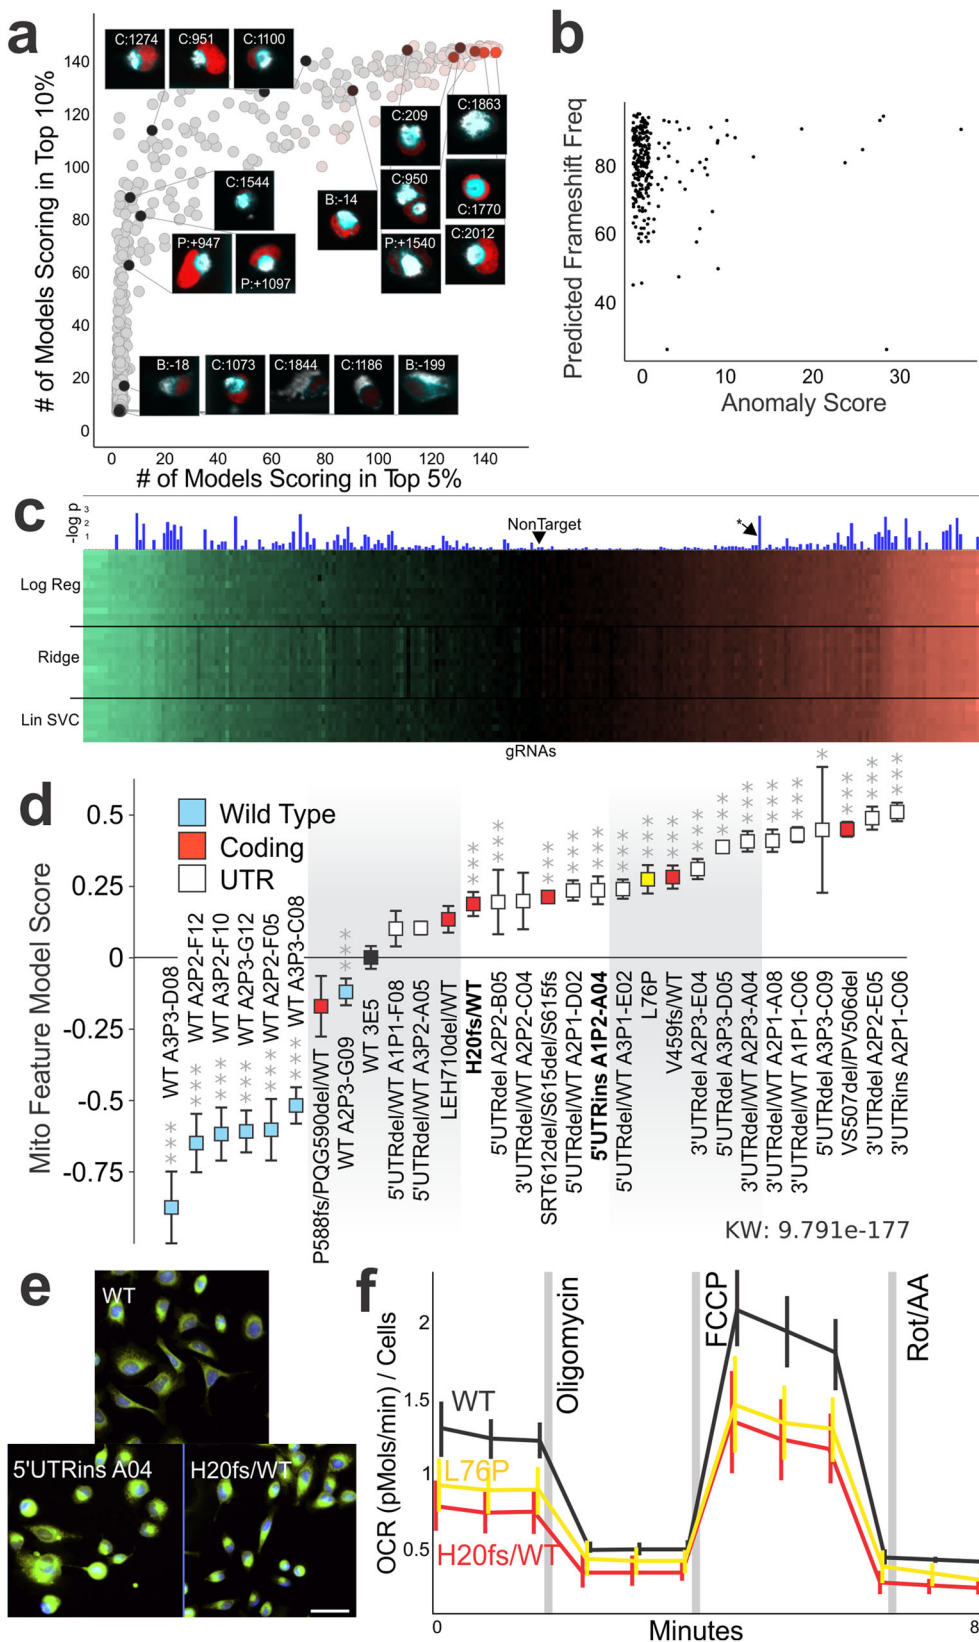 a
# of Models Scoring in Top 10%
140
120
100
80
60
40
20
0
C:1274
C:951
C:1100
C:209
C:1863
C:1544
B:-14
C:950
C:1770
P:+947
P:+1097
P:+1540
C:2012
B:-18
C:1073
C:1844
C:1186
B:-199
0 20 40 60 80 100 120 140
# of Models Scoring in Top 5%
b
Predicted Frameshift Freq
80
60
40
0 10 20 30
Anomaly Score
c
-log p
3
2
1
NonTarget
*
Log Reg
Ridge
Lin SVC
gRNAs
d
Mito Feature Model Score
0.5
0.25
0
-0.25
-0.5
-0.75
Wild Type
Coding
UTR
WT A3P3-D08
WT A2P2-F12
WT A3P2-F10
WT A2P3-G12
WT A2P2-F05
WT A3P3-C08
P588fs/PQG590del/WT
WT A2P3-G09
WT 3E5
5'UTRdel/WT A1P1-F08
5'UTRdel/WT A3P2-A05
LEH710del/WT
H20fs/WT
5'UTRdel A2P2-B05
3'UTRdel A2P2-C04
SRT612del/S615del/S615fs
5'UTRdel/WT A2P1-D02
5'UTRins A1P2-A04
5'UTRdel/WT A3P1-E02
L76P
V459fs/WT
3'UTRdel A2P3-E04
5'UTRdel A3P3-D05
3'UTRdel/WT A2P3-A04
3'UTRdel/WT A2P1-A08
3'UTRdel/WT A1P1-C06
5'UTRdel A3P3-C09
VS507del/PV506del
3'UTRdel A2P2-E05
3'UTRins A2P1-C06
KW: 9.791e-177
e
WT
5'UTRins A04
H20fs/WT
f
OCR (pMols/min) / Cells
2
1.5
1
0.5
WT
L76P
H20fs/WT
Oligomycin
FCCP
Rot/AA
0
Minutes
8